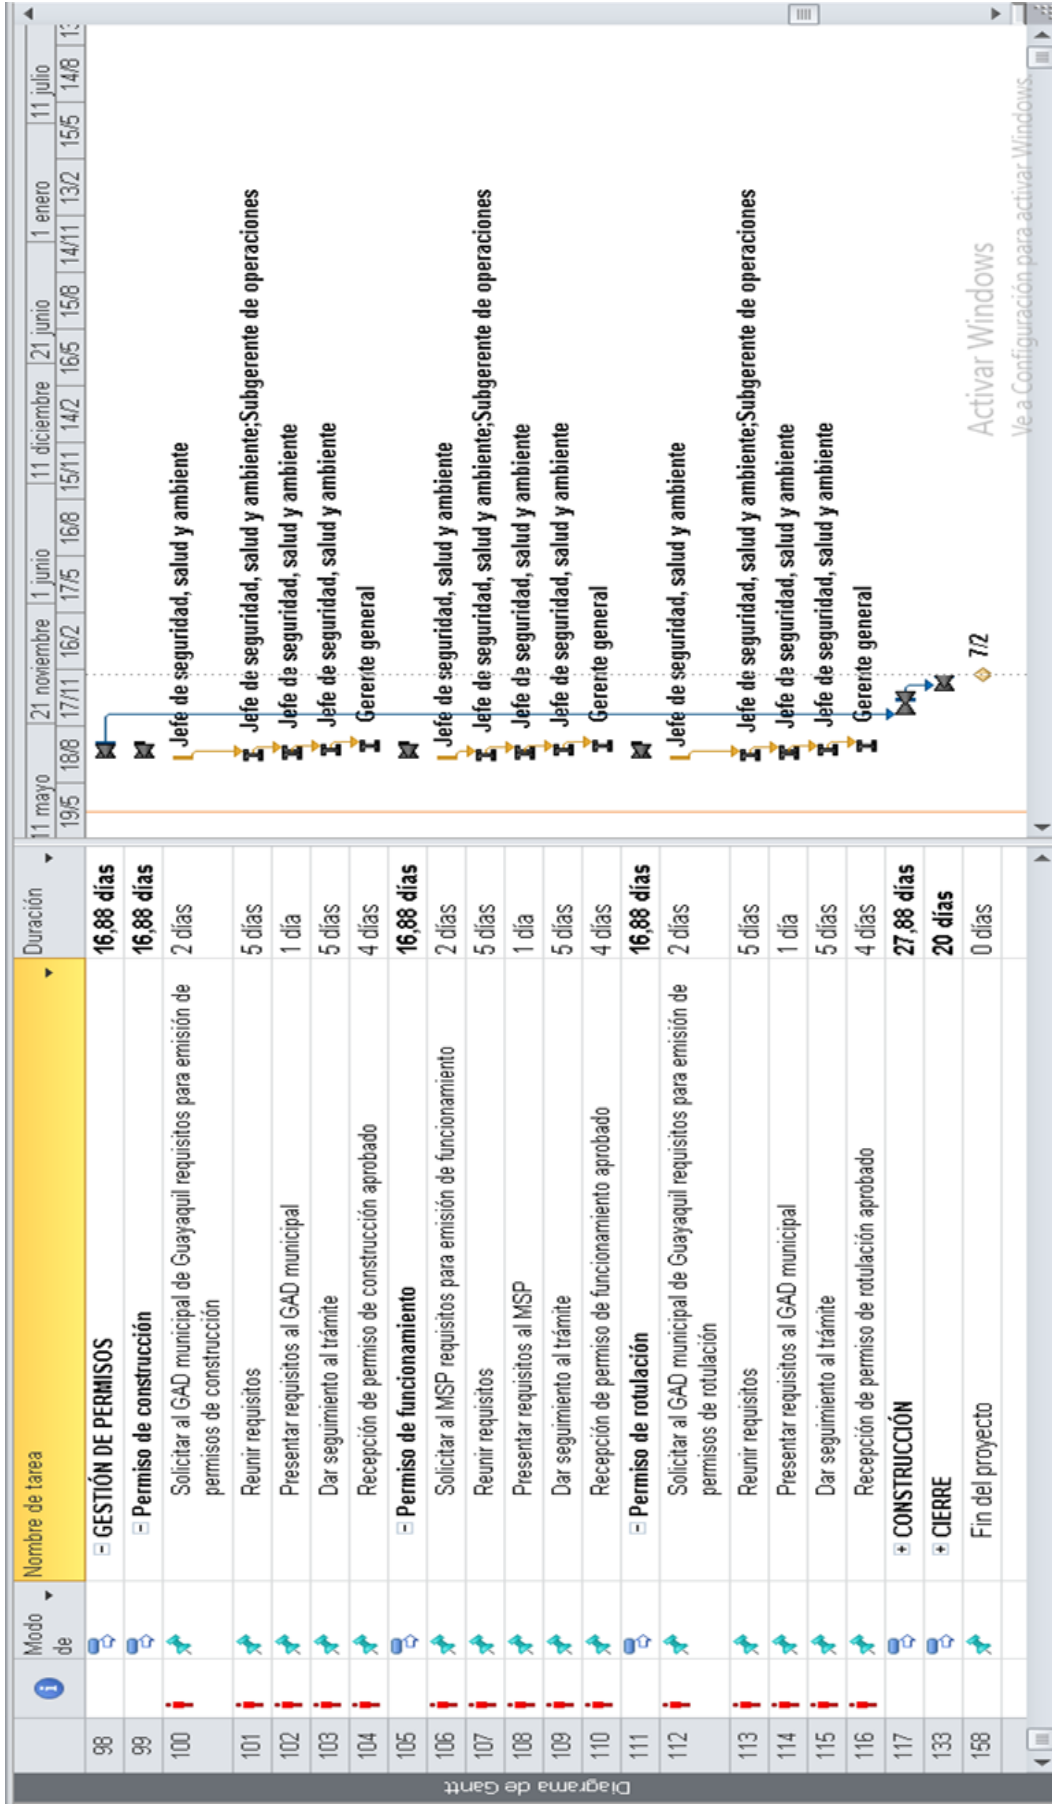 Diagrama de Gantt
Modo de
Nombre de tarea
Duración
98 GESTIÓN DE PERMISOS 16,88 días
99 Permiso de construcción 16,88 días
100 Solicitar al GAD municipal de Guayaquil requisitos para emisión de
permisos de construcción 2 días
101 Reunir requisitos 5 días
102 Presentar requisitos al GAD municipal 1 día
103 Dar seguimiento al trámite 5 días
104 Recepción de permiso de construcción aprobado 4 días
105 Permiso de funcionamiento 16,88 días
106 Solicitar al MSP requisitos para emisión de funcionamiento 2 días
107 Reunir requisitos 5 días
108 Presentar requisitos al MSP 1 día
109 Dar seguimiento al trámite 5 días
110 Recepción de permiso de funcionamiento aprobado 4 días
111 Permiso de rotulación 16,88 días
112 Solicitar al GAD municipal de Guayaquil requisitos para emisión de
permisos de rotulación 2 días
113 Reunir requisitos 5 días
114 Presentar requisitos al GAD municipal 1 día
115 Dar seguimiento al trámite 5 días
116 Recepción de permiso de rotulación aprobado 4 días
117 CONSTRUCCIÓN 27,88 días
133 CIERRE 20 días
158 Fin del proyecto 0 días
11 mayo 21 noviembre 1 junio 11 diciembre 21 junio 1 enero 11 julio
19/5 18/8 17/11 16/2 17/5 16/8 15/11 14/2 16/5 15/8 14/11 13/2 15/5 14/8 13
Jefe de seguridad, salud y ambiente
Jefe de seguridad, salud y ambiente;Subgerente de operaciones
Jefe de seguridad, salud y ambiente
Jefe de seguridad, salud y ambiente
Gerente general
Jefe de seguridad, salud y ambiente
Jefe de seguridad, salud y ambiente;Subgerente de operaciones
Jefe de seguridad, salud y ambiente
Jefe de seguridad, salud y ambiente
Gerente general
Jefe de seguridad, salud y ambiente
Jefe de seguridad, salud y ambiente;Subgerente de operaciones
Jefe de seguridad, salud y ambiente
Jefe de seguridad, salud y ambiente
Gerente general
7/2
Activar Windows
Ve a Configuración para activar Windows.